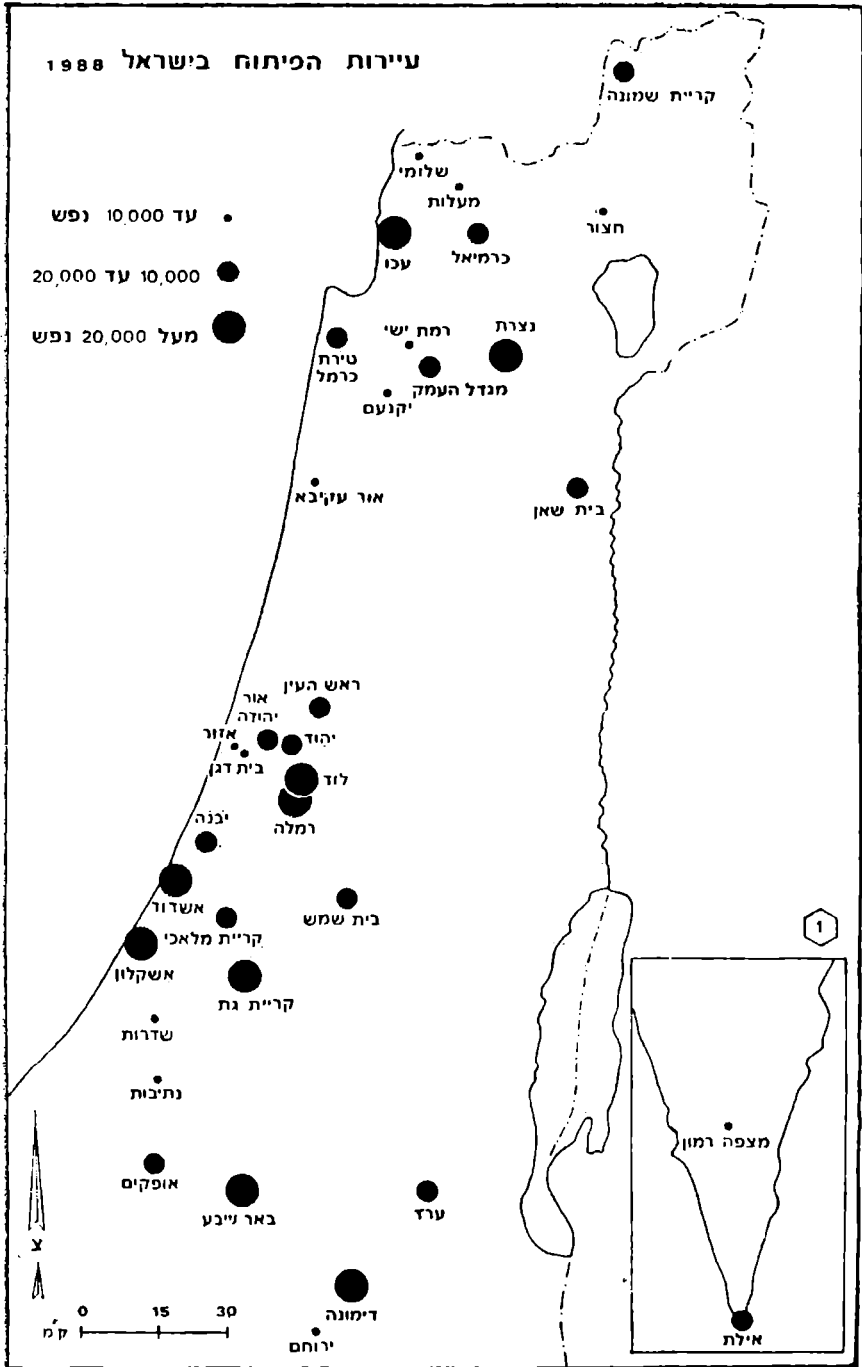 עיירות הפיתוח בישראל 1988
עד 10,000 נפש
10,000 עד 20,000
מעל 20,000 נפש
קריית שמונה
שלומי
מעלות
חצור
עכו
כרמיאל
נצרת
רמת ישי
טירת
כרמל
מגדל העמק
יקנעם
אור עקיבא
בית שאן
ראש העין
אור
יהודה
יהוד
אזור
בית דגן
לוד
רמלה
יבנה
אשדוד
בית שמש
קריית מלאכי
אשקלון
קריית גת
שדרות
נתיבות
אופקים
באר שבע
ערד
דימונה
ירוחם
1
מצפה רמון
אילת
צ
0 15 30
ק"מ